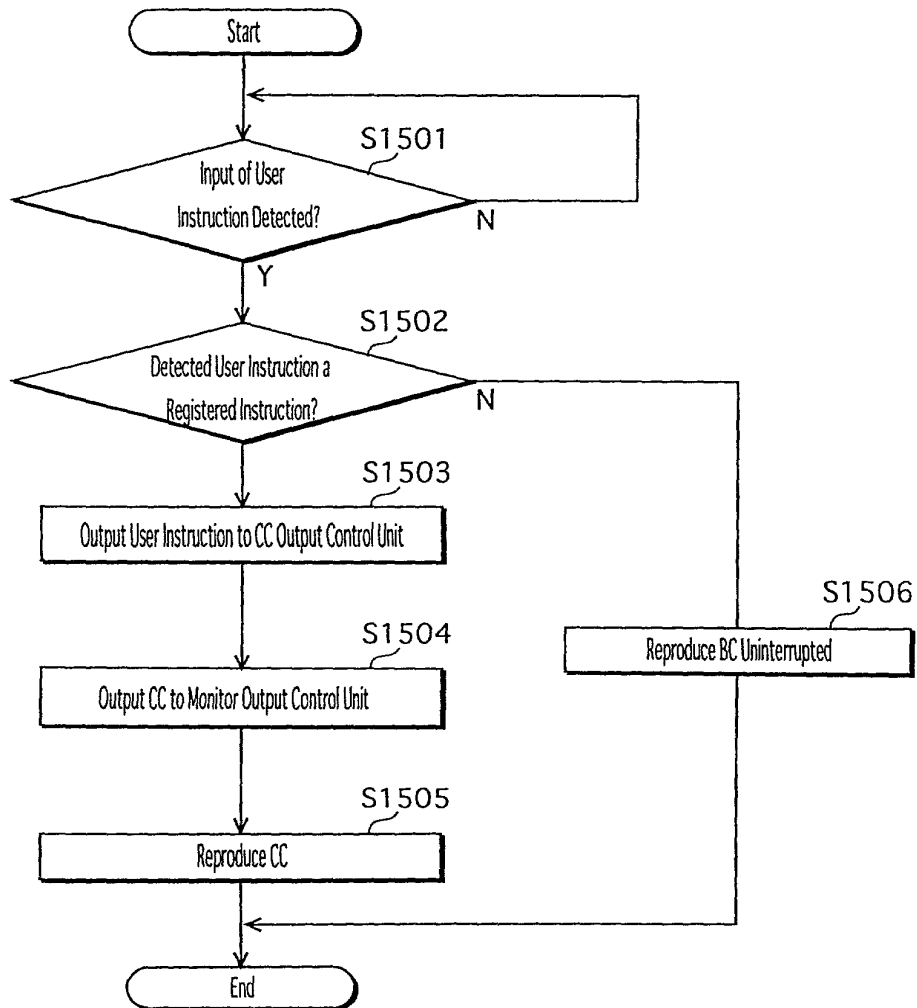 Start
S1501
Input of User
Instruction Detected?
N
Y
S1502
Detected User Instruction a
Registered Instruction?
N
S1503
Output User Instruction to CC Output Control Unit
S1506
Reproduce BC Uninterrupted
S1504
Output CC to Monitor Output Control Unit
S1505
Reproduce CC
End